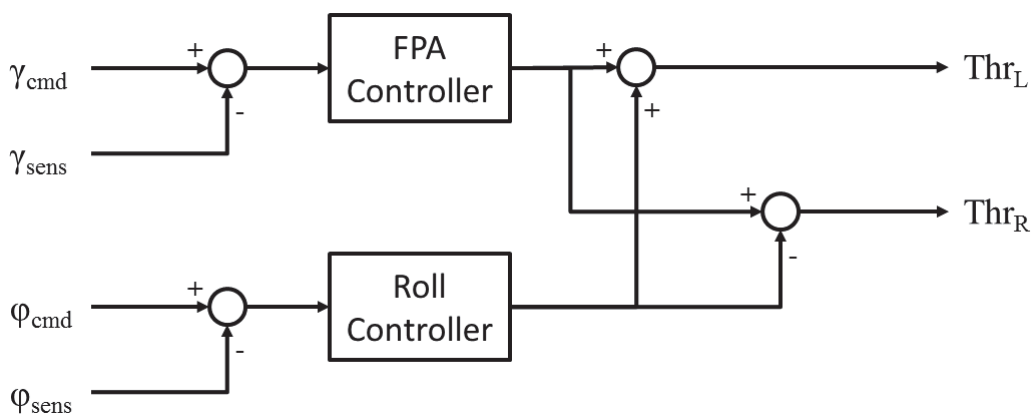 γcmd
+
-
γsens
FPA
Controller
+
+
ThrL
+
-
ThrR
φcmd
+
-
φsens
Roll
Controller